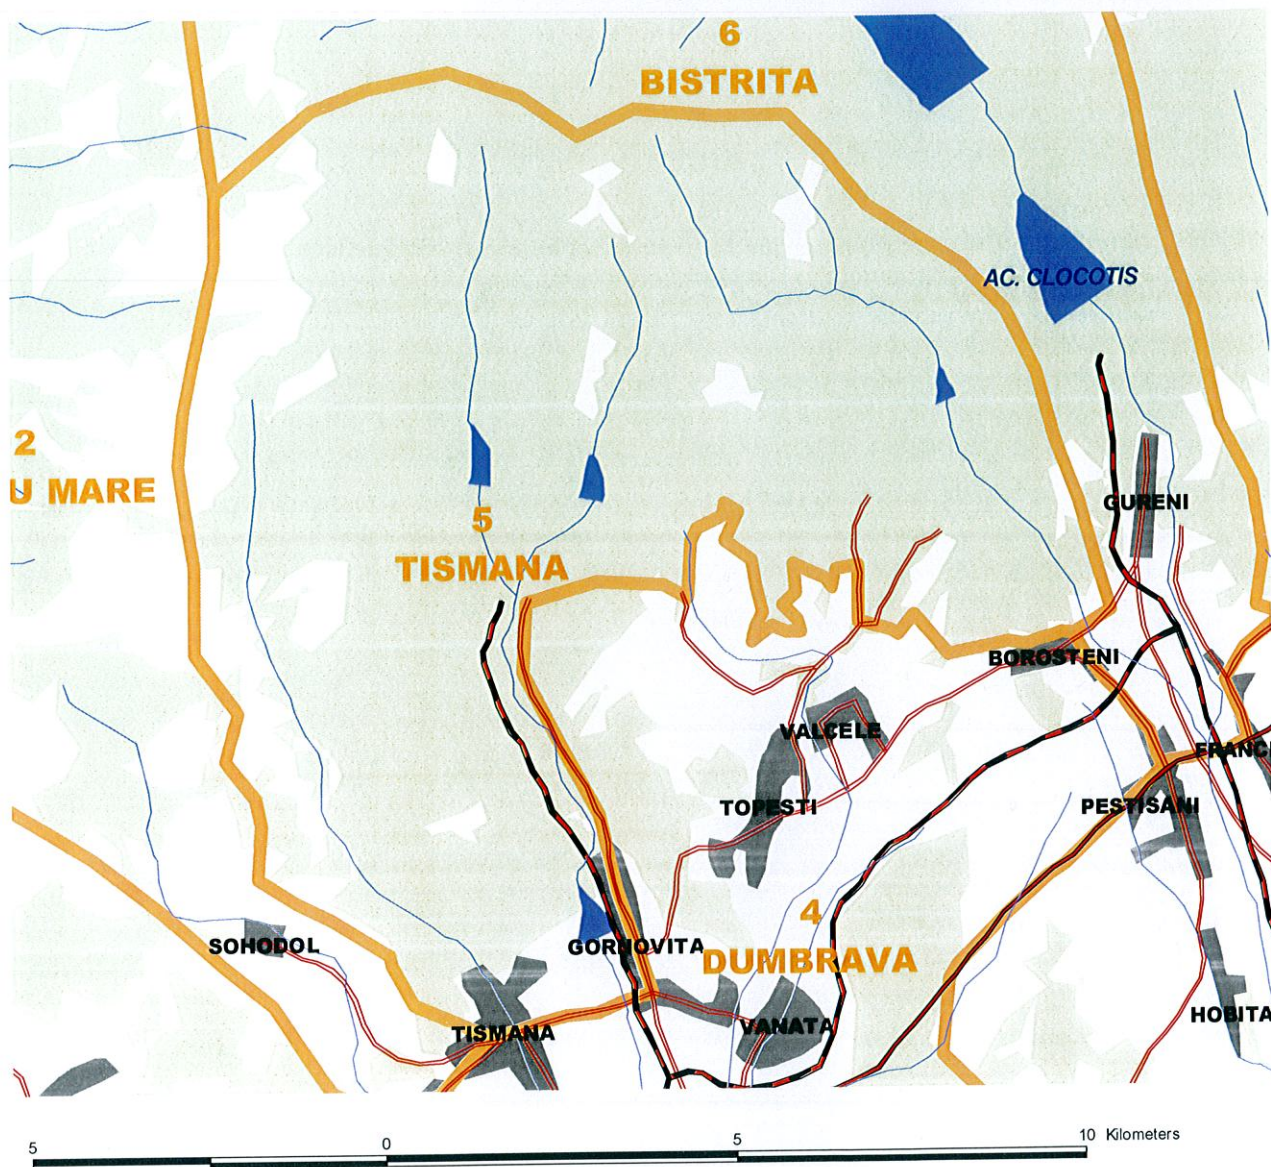 6
BISTRITA
AC. CLOCOTIS
2
U MARE
5
TISMANA
GURENI
BOROSTENI
VALCELE
FRANC
TOPESTI
PESTISANI
4
SOHODOL
GORNOVITA
DUMBRAVA
HOBITA
TISMANA
VANATA
5 0 5 10 Kilometers